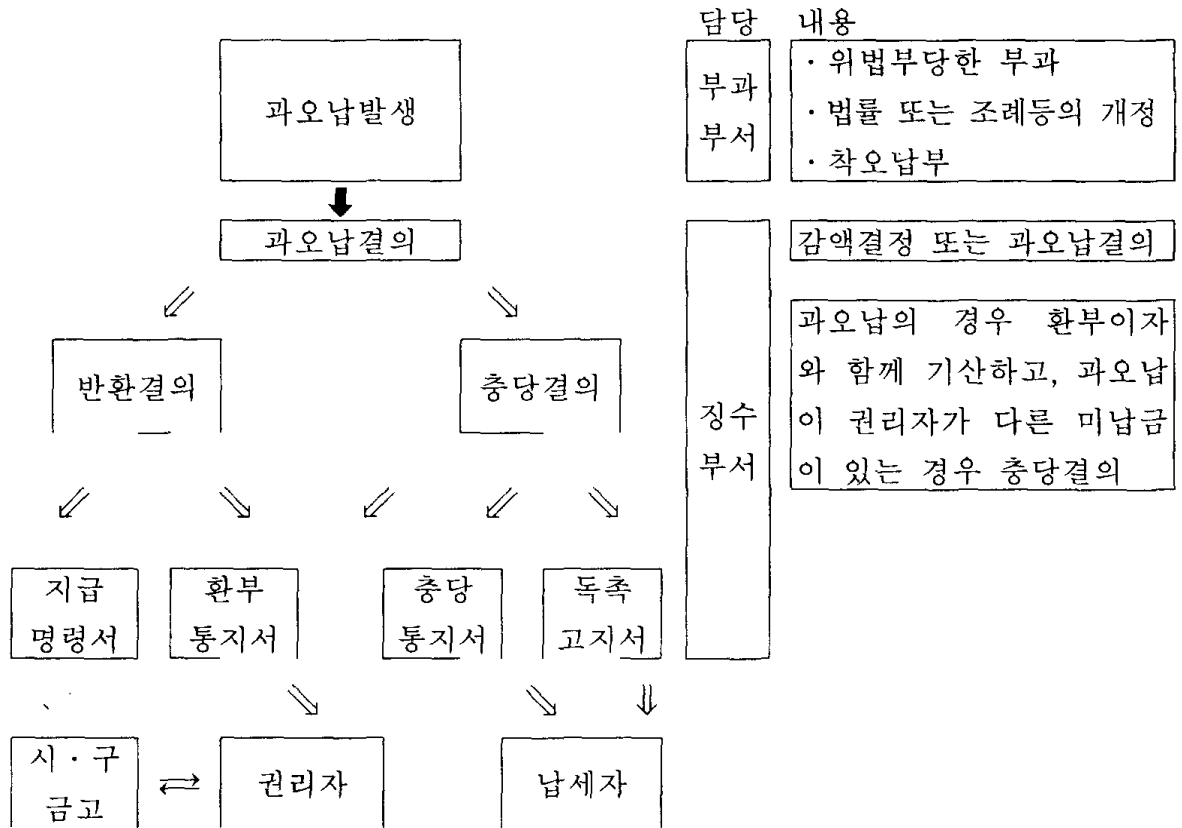 담당 내용
과오납발생
부과
부서
· 위법부당한 부과
· 법률 또는 조례등의 개정
· 착오납부
과오납결의
감액결정 또는 과오납결의
반환결의
충당결의
징수
부서
과오납의 경우 환부이자
와 함께 기산하고, 과오납
이 권리자가 다른 미납금
이 있는 경우 충당결의
지급
명령서
환부
통지서
충당
통지서
독촉
고지서
시 · 구
금고
권리자
납세자